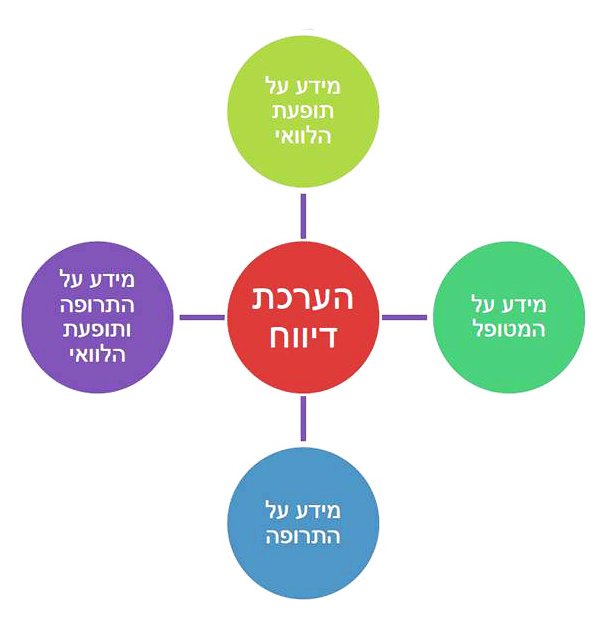 מידע על
תופעת
הלוואי
הערכת
דיווח
מידע על
המטופל
מידע על
התרופה
ותופעת
הלוואי
מידע על
התרופה